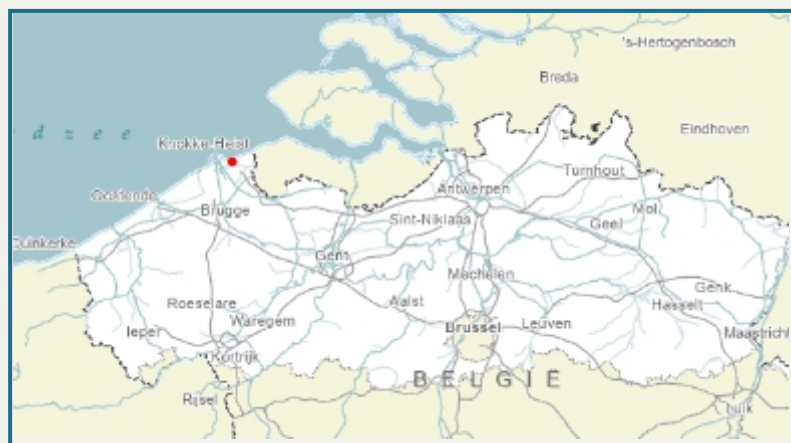 's-Hertogenbosch
Breda
Eindhoven
dzee
Knokke-Heist
Turnhout
Antwerpen
Oostende
Mol
Brugge
Sint-Niklaas
Geel
Duinkerke
Gent
Mechelen
Genk
Roeselare
Aalst
Hasselt
Waregem
Brussel
Leuven
Ieper
Maastricht
Kortrijk
BELGIË
Rijsel
Luik